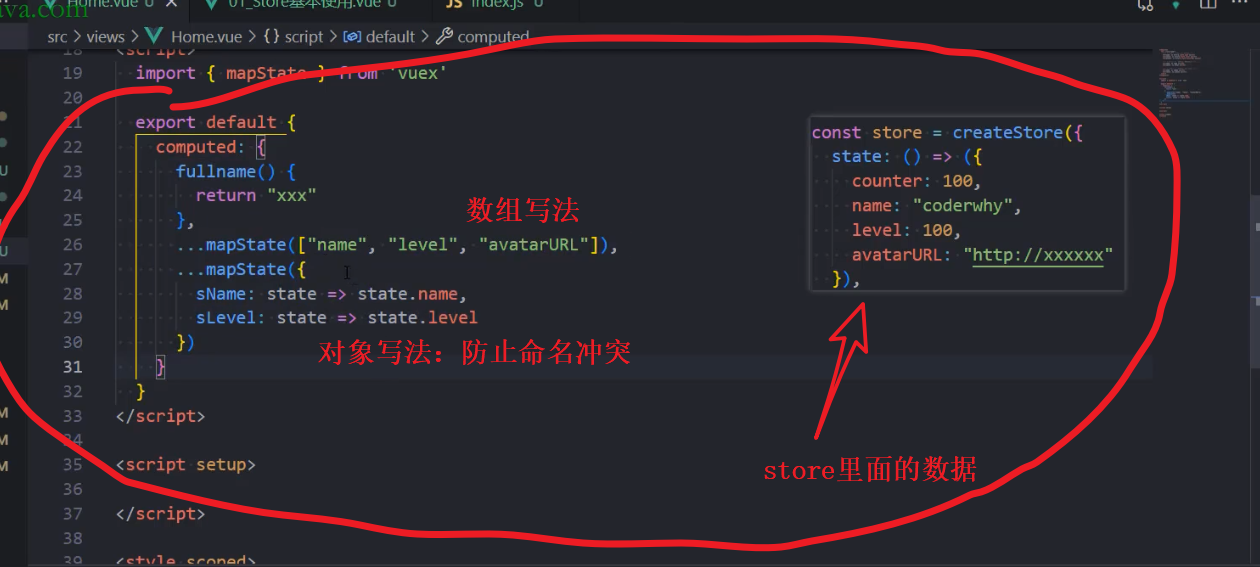 ava.com
Home.vue U
01_Store基本使用.vue U
JS index.js U
src > views > Home.vue > {} script > default > computed
18 <script>
19 import { mapState } from 'vuex'
20
21 export default {
22 computed: {
23 fullname() {
24 return "xxx"
25 },
26 ...mapState(["name", "level", "avatarURL"]),
27 ...mapState({
28 sName: state => state.name,
29 sLevel: state => state.level
30 })
31 }
32 }
33 </script>
34
35 <script setup>
36
37 </script>
38
39 <style scoped>
数组写法
对象写法：防止命名冲突
const store = createStore({
state: () => ({
counter: 100,
name: "coderwhy",
level: 100,
avatarURL: "http://xxxxxx"
}),
store里面的数据